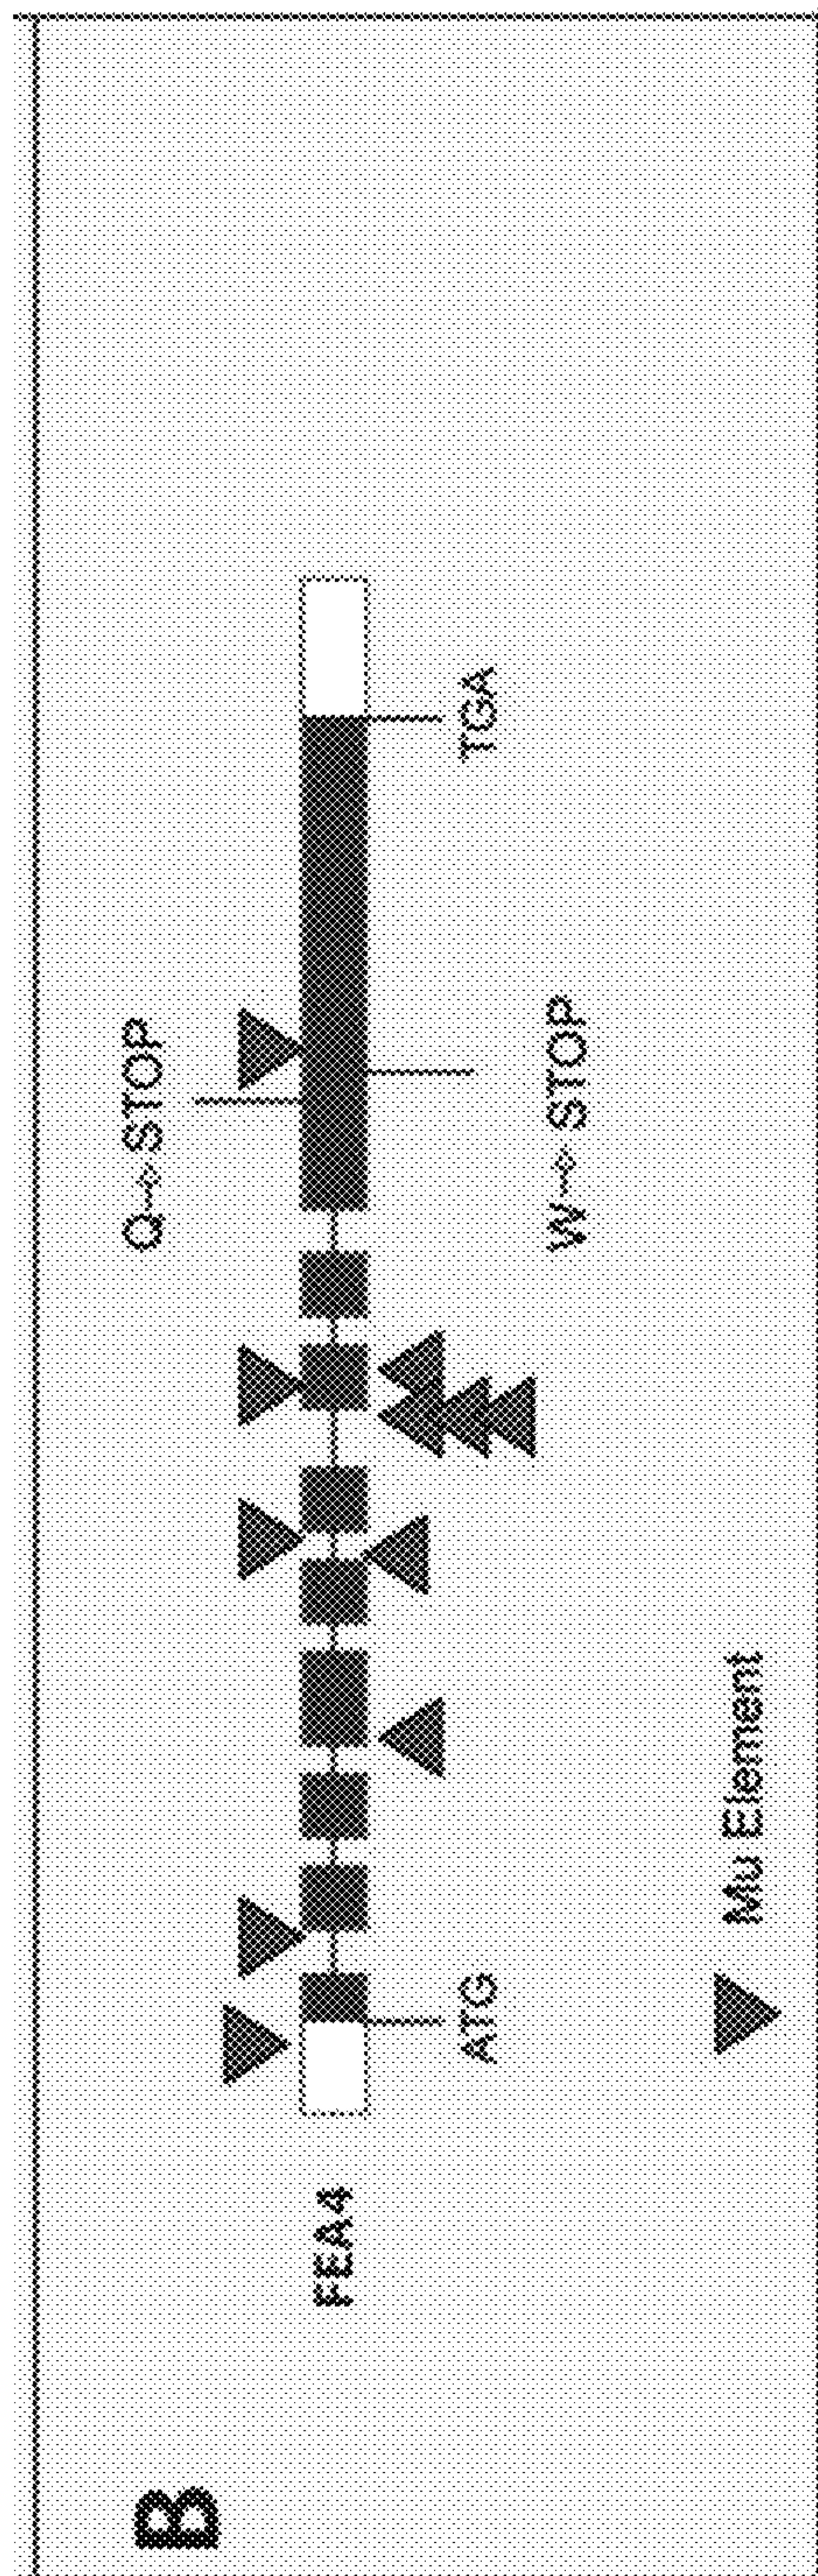 B
Q→STOP
FEA4
ATG
TGA
W→STOP
Mu Element